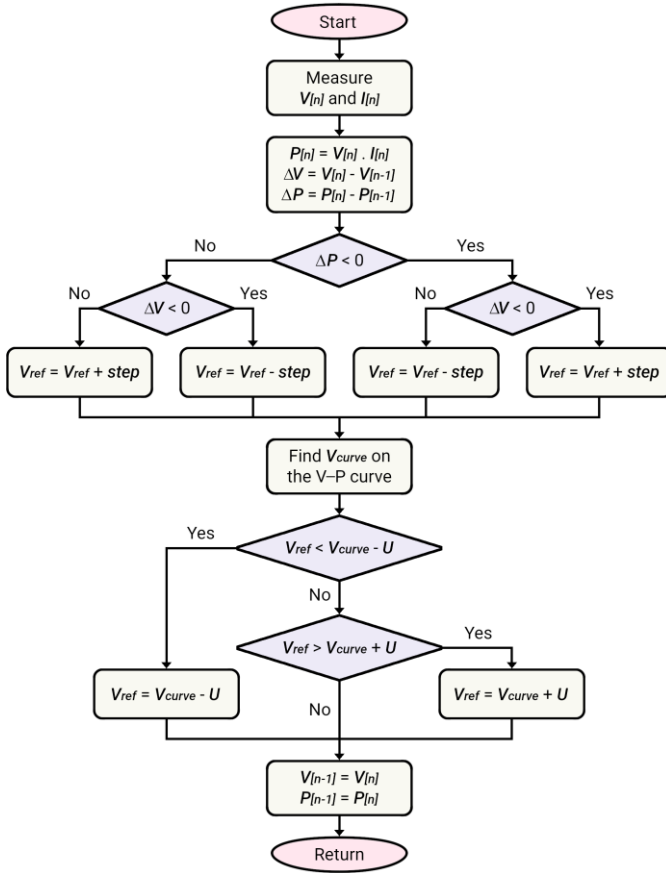 Start
Measure
V[n] and I[n]
P[n] = V[n] . I[n]
ΔV = V[n] - V[n-1]
ΔP = P[n] - P[n-1]
No
ΔP < 0
Yes
No
ΔV < 0
Yes
No
ΔV < 0
Yes
Vref = Vref + step
Vref = Vref - step
Vref = Vref - step
Vref = Vref + step
Find Vcurve on
the V–P curve
Yes
Vref < Vcurve - U
No
Vref > Vcurve + U
Yes
Vref = Vcurve - U
No
Vref = Vcurve + U
V[n-1] = V[n]
P[n-1] = P[n]
Return